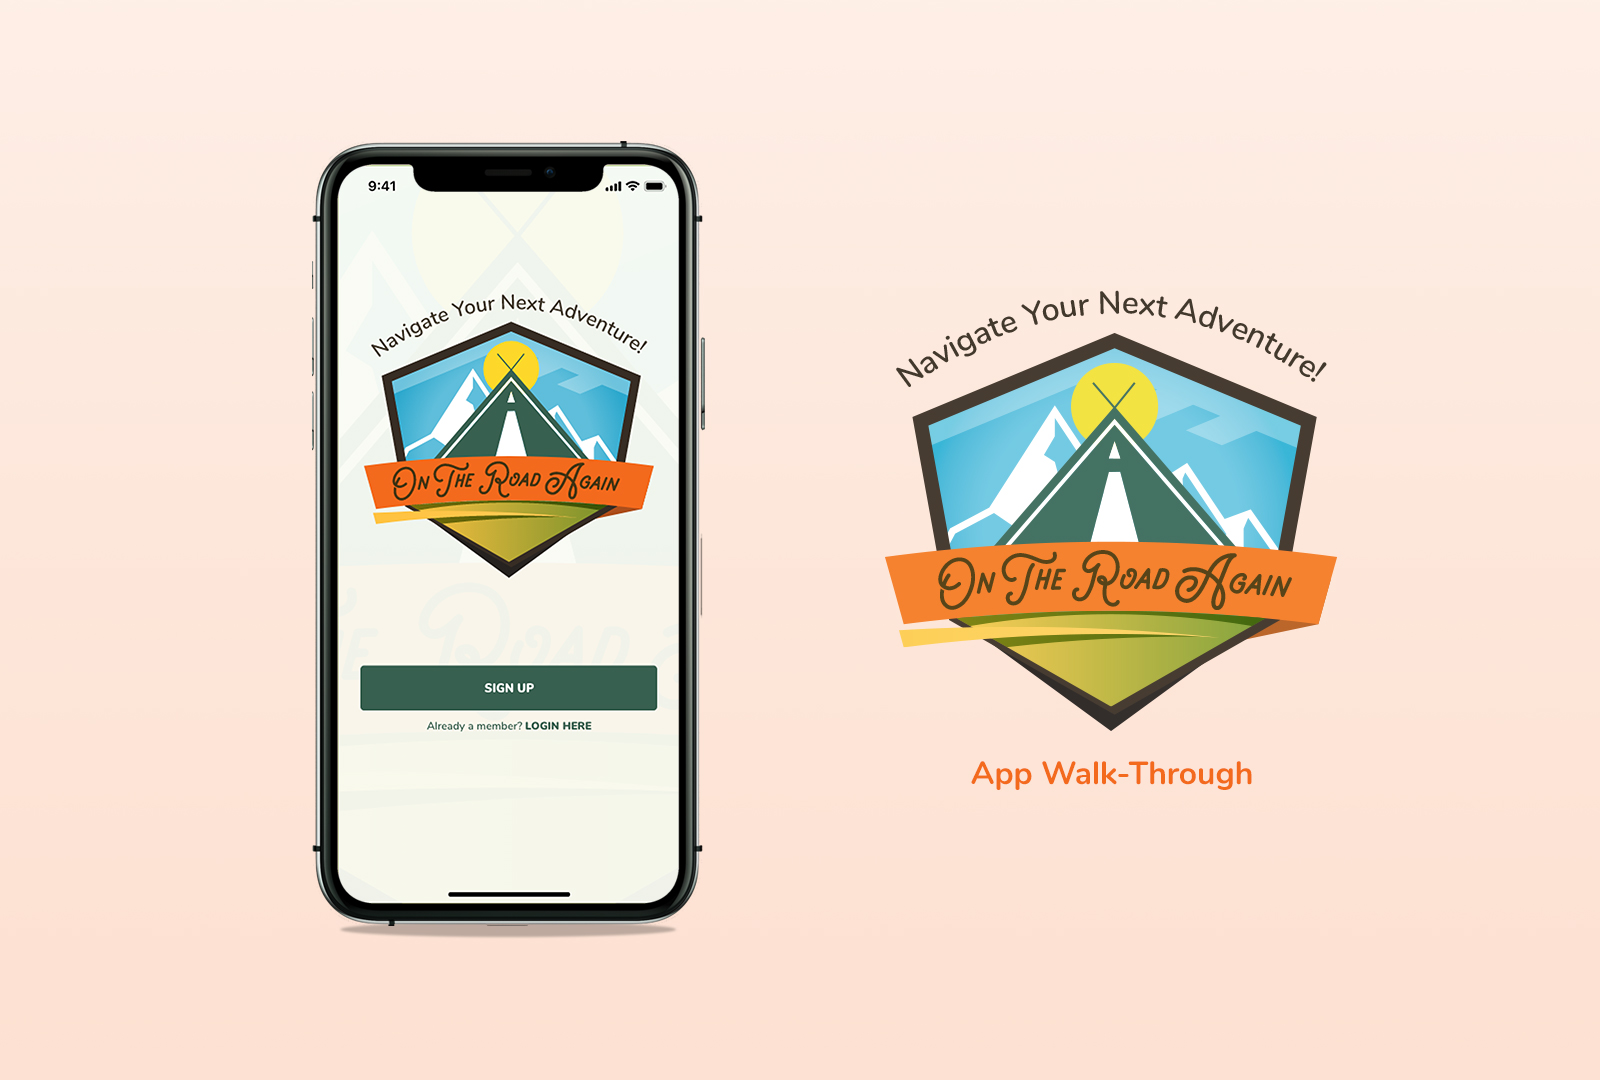 9:41
Navigate Your Next Adventure!
On The Road Again
SIGN UP
Already a member? LOGIN HERE
Navigate Your Next Adventure!
On The Road Again
App Walk-Through